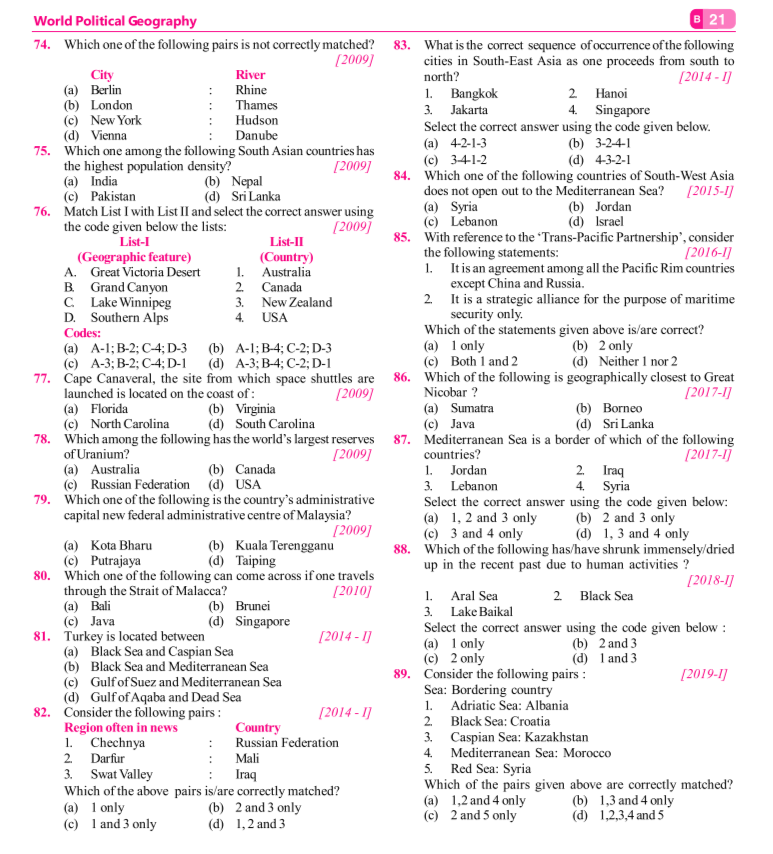 World Political Geography
B 21
74. Which one of the following pairs is not correctly matched?
[2009]
City River
(a) Berlin : Rhine
(b) London : Thames
(c) New York : Hudson
(d) Vienna : Danube
75. Which one among the following South Asian countries has
the highest population density? [2009]
(a) India (b) Nepal
(c) Pakistan (d) Sri Lanka
76. Match List I with List II and select the correct answer using
the code given below the lists: [2009]
List-I List-II
(Geographic feature) (Country)
A. Great Victoria Desert 1. Australia
B. Grand Canyon 2. Canada
C. Lake Winnipeg 3. New Zealand
D. Southern Alps 4. USA
Codes:
(a) A-1; B-2; C-4; D-3 (b) A-1; B-4; C-2; D-3
(c) A-3; B-2; C-4; D-1 (d) A-3; B-4; C-2; D-1
77. Cape Canaveral, the site from which space shuttles are
launched is located on the coast of : [2009]
(a) Florida (b) Virginia
(c) North Carolina (d) South Carolina
78. Which among the following has the world's largest reserves
of Uranium? [2009]
(a) Australia (b) Canada
(c) Russian Federation (d) USA
79. Which one of the following is the country's administrative
capital new federal administrative centre of Malaysia?
[2009]
(a) Kota Bharu (b) Kuala Terengganu
(c) Putrajaya (d) Taiping
80. Which one of the following can come across if one travels
through the Strait of Malacca? [2010]
(a) Bali (b) Brunei
(c) Java (d) Singapore
81. Turkey is located between [2014 - I]
(a) Black Sea and Caspian Sea
(b) Black Sea and Mediterranean Sea
(c) Gulf of Suez and Mediterranean Sea
(d) Gulf of Aqaba and Dead Sea
82. Consider the following pairs : [2014 - I]
Region often in news Country
1. Chechnya : Russian Federation
2. Darfur : Mali
3. Swat Valley : Iraq
Which of the above pairs is/are correctly matched?
(a) 1 only (b) 2 and 3 only
(c) 1 and 3 only (d) 1, 2 and 3
83. What is the correct sequence of occurrence of the following
cities in South-East Asia as one proceeds from south to
north? [2014 - I]
1. Bangkok 2. Hanoi
3. Jakarta 4. Singapore
Select the correct answer using the code given below.
(a) 4-2-1-3 (b) 3-2-4-1
(c) 3-4-1-2 (d) 4-3-2-1
84. Which one of the following countries of South-West Asia
does not open out to the Mediterranean Sea? [2015-I]
(a) Syria (b) Jordan
(c) Lebanon (d) Israel
85. With reference to the 'Trans-Pacific Partnership', consider
the following statements: [2016-I]
1. It is an agreement among all the Pacific Rim countries
except China and Russia.
2. It is a strategic alliance for the purpose of maritime
security only.
Which of the statements given above is/are correct?
(a) 1 only (b) 2 only
(c) Both 1 and 2 (d) Neither 1 nor 2
86. Which of the following is geographically closest to Great
Nicobar ? [2017-I]
(a) Sumatra (b) Borneo
(c) Java (d) Sri Lanka
87. Mediterranean Sea is a border of which of the following
countries? [2017-I]
1. Jordan 2. Iraq
3. Lebanon 4. Syria
Select the correct answer using the code given below:
(a) 1, 2 and 3 only (b) 2 and 3 only
(c) 3 and 4 only (d) 1, 3 and 4 only
88. Which of the following has/have shrunk immensely/dried
up in the recent past due to human activities ?
[2018-I]
1. Aral Sea 2. Black Sea
3. Lake Baikal
Select the correct answer using the code given below :
(a) 1 only (b) 2 and 3
(c) 2 only (d) 1 and 3
89. Consider the following pairs : [2019-I]
Sea: Bordering country
1. Adriatic Sea: Albania
2. Black Sea: Croatia
3. Caspian Sea: Kazakhstan
4. Mediterranean Sea: Morocco
5. Red Sea: Syria
Which of the pairs given above are correctly matched?
(a) 1,2 and 4 only (b) 1,3 and 4 only
(c) 2 and 5 only (d) 1,2,3,4 and 5